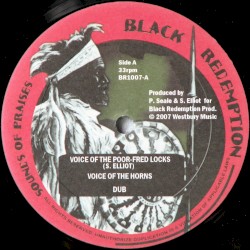 BLACK REDEMPTION
SOUNDS OF PRAISES
Side A
33rpm
BR1007-A
Produced by
P. Seale & S. Elliot for
Black Redemption Prod.
© 2007 Westbury Music
VOICE OF THE POOR-FRED LOCKS
(S. ELLIOT)
VOICE OF THE HORNS
DUB